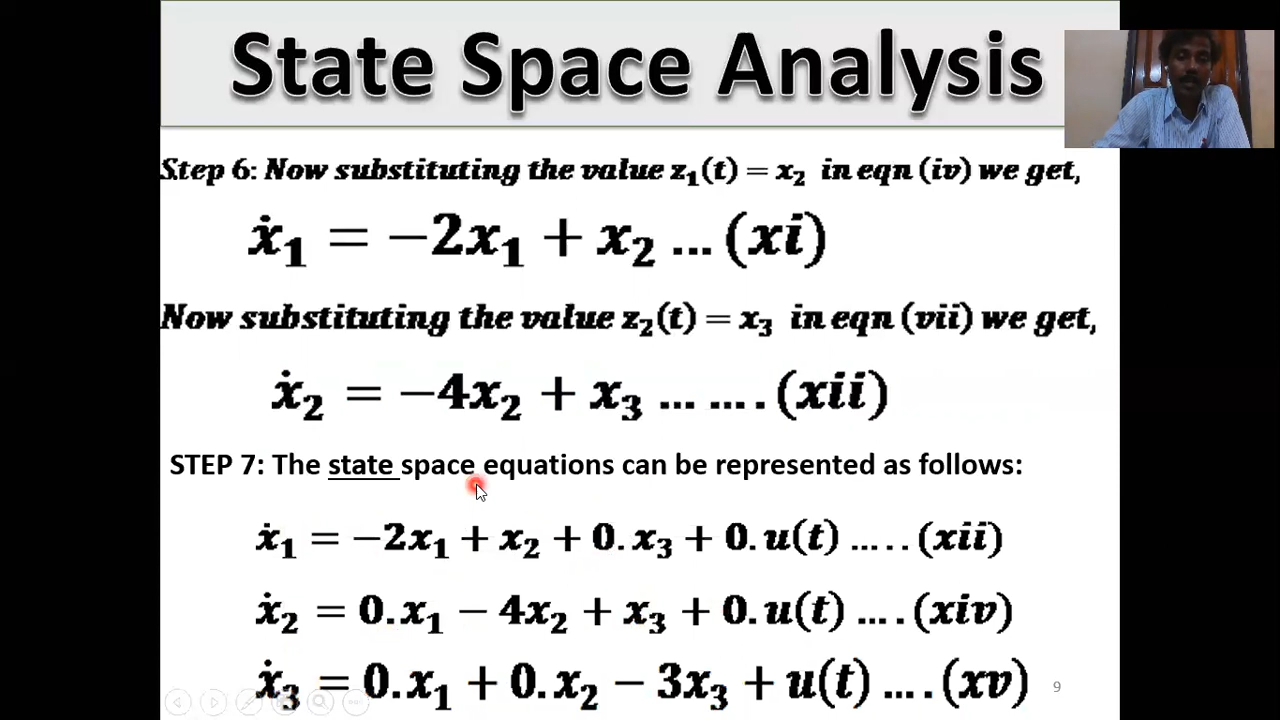 State Space Analysis
Step 6: Now substituting the value z₁(t) = x₂ in eqn (iv) we get,
ẋ₁ = −2x₁ + x₂ ... (xi)
Now substituting the value z₂(t) = x₃ in eqn (vii) we get,
ẋ₂ = −4x₂ + x₃ ... ... . (xii)
STEP 7: The state space equations can be represented as follows:
ẋ₁ = −2x₁ + x₂ + 0. x₃ + 0. u(t) ... . . (xii)
ẋ₂ = 0. x₁ − 4x₂ + x₃ + 0. u(t) ... . (xiv)
ẋ₃ = 0. x₁ + 0. x₂ − 3x₃ + u(t) ... . (xv)
9